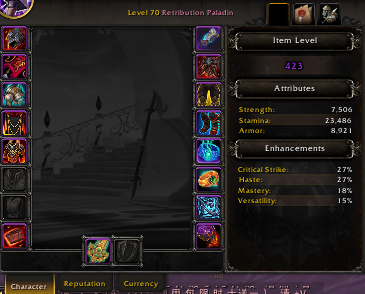 Level 70 Retribution Paladin
Item Level
423
Attributes
Strength: 7,506
Stamina: 23,486
Armor: 8,921
Enhancements
Critical Strike: 27%
Haste: 27%
Mastery: 18%
Versatility: 15%
Character
Reputation
Currency